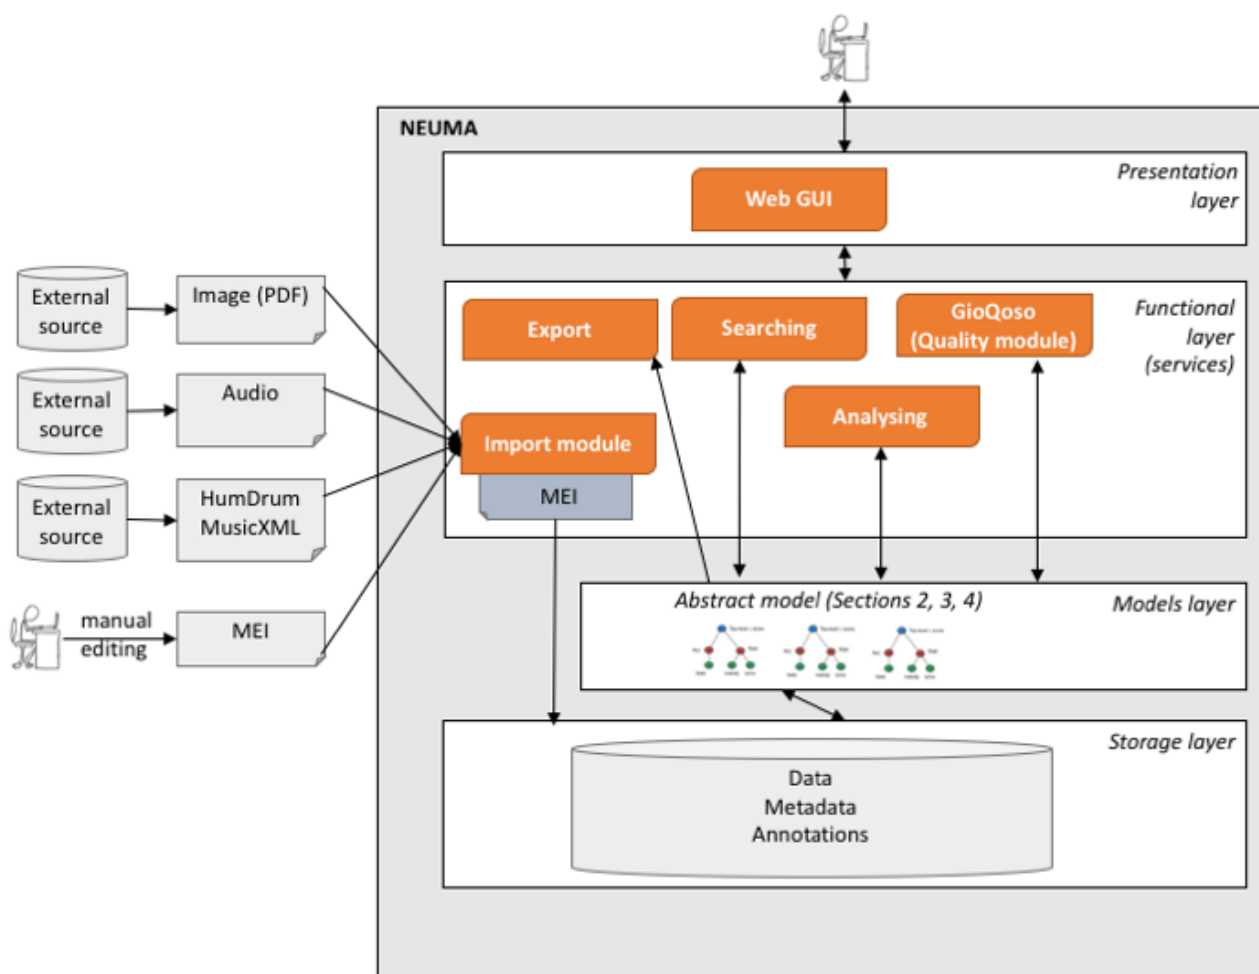 NEUMA
Presentation
layer
Web GUI
External
source
Image (PDF)
Export
Searching
GioQoso
(Quality module)
Functional
layer
(services)
External
source
Audio
Analysing
Import module
MEI
External
source
HumDrum
MusicXML
manual
editing
MEI
Abstract model (Sections 2, 3, 4)
Models layer
Storage layer
Data
Metadata
Annotations